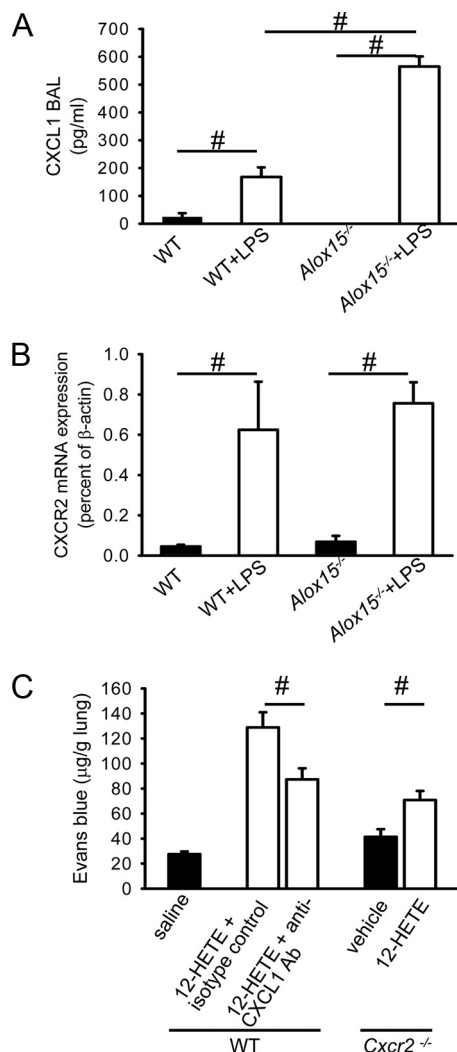 A
CXCL1 BAL
(pg/ml)
700
600
500
400
300
200
100
0
#
#
#
WT
WT+LPS
Alox15-/-
Alox15-/-+LPS
B
CXCR2 mRNA expression
(percent of β-actin)
1.0
0.8
0.6
0.4
0.2
0.0
#
#
WT
WT+LPS
Alox15-/-
Alox15-/-+LPS
C
Evans blue (µg/g lung)
160
140
120
100
80
60
40
20
0
#
#
saline
12-HETE +
isotype control
12-HETE + anti-
CXCL1 Ab
vehicle
12-HETE
WT
Cxcr2 -/-